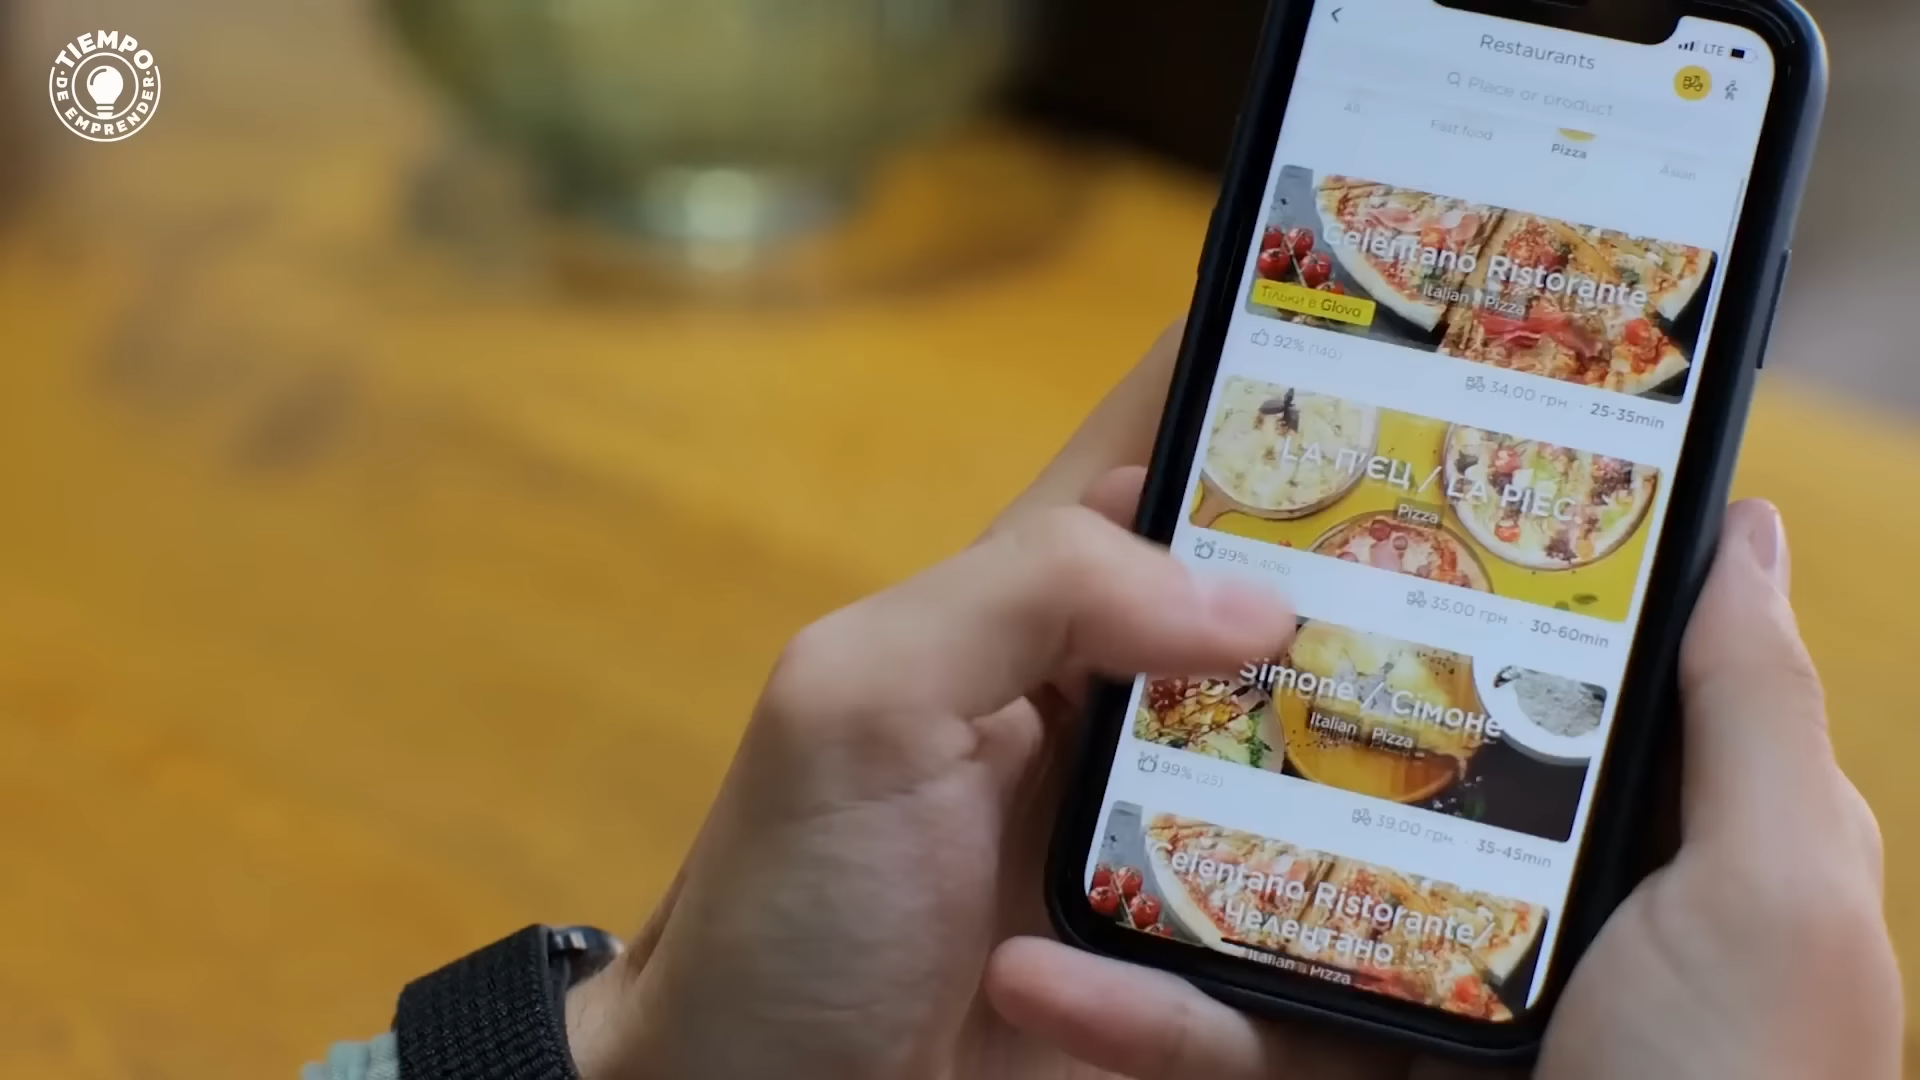 TIEMPO
DE EMPRENDER
LTE
Restaurants
Place or product
All
Fast food
Pizza
Asian
Celentano Ristorante
Italian Pizza
Тільки в Glovo
92% (140)
34,00 грн · 25-35min
LA П'ЄЦ / LA PIEC
Pizza
99% (406)
35,00 грн · 30-60min
Simone / Сімоне
Italian Pizza
99% (25)
39,00 грн · 35-45min
Celentano Ristorante/
Челентано
Italian Pizza